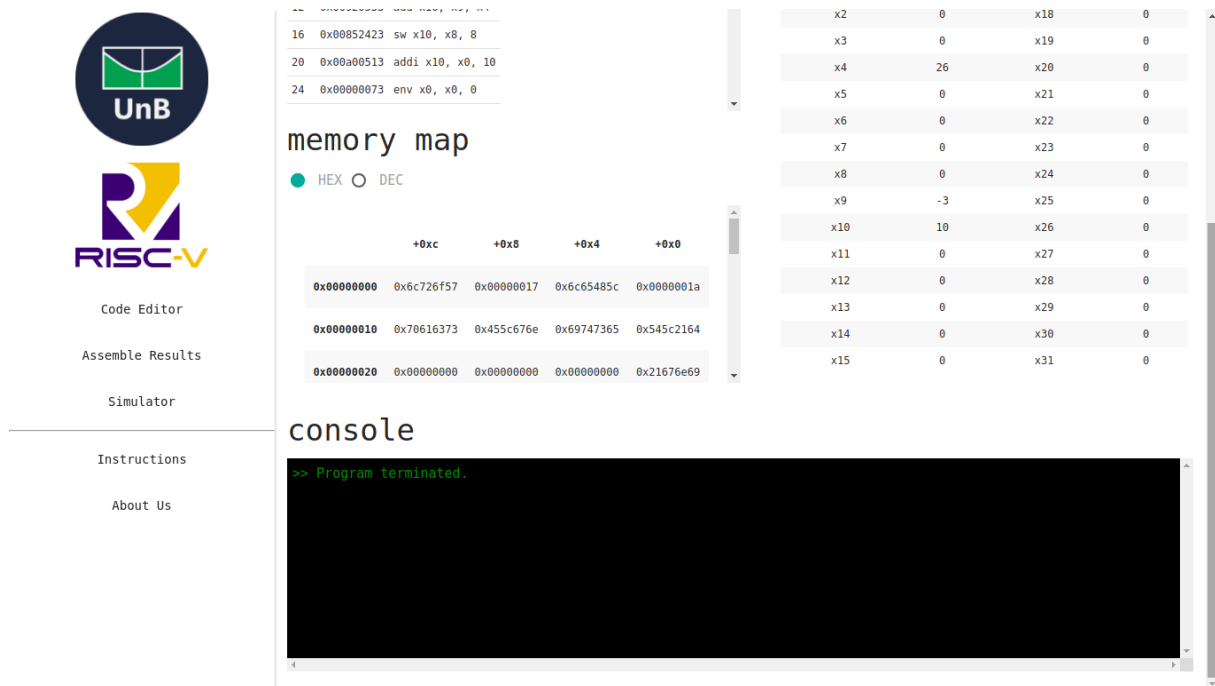 UnB
RISC-V
Code Editor
Assemble Results
Simulator
Instructions
About Us
16 0x00852423 sw x10, x8, 8
20 0x00a00513 addi x10, x0, 10
24 0x00000073 env x0, x0, 0
memory map
HEX DEC
+0xc +0x8 +0x4 +0x0
0x00000000 0x6c726f57 0x00000017 0x6c65485c 0x0000001a
0x00000010 0x70616373 0x455c676e 0x69747365 0x545c2164
0x00000020 0x00000000 0x00000000 0x00000000 0x21676e69
x2 0 x18 0
x3 0 x19 0
x4 26 x20 0
x5 0 x21 0
x6 0 x22 0
x7 0 x23 0
x8 0 x24 0
x9 -3 x25 0
x10 10 x26 0
x11 0 x27 0
x12 0 x28 0
x13 0 x29 0
x14 0 x30 0
x15 0 x31 0
console
>> Program terminated.